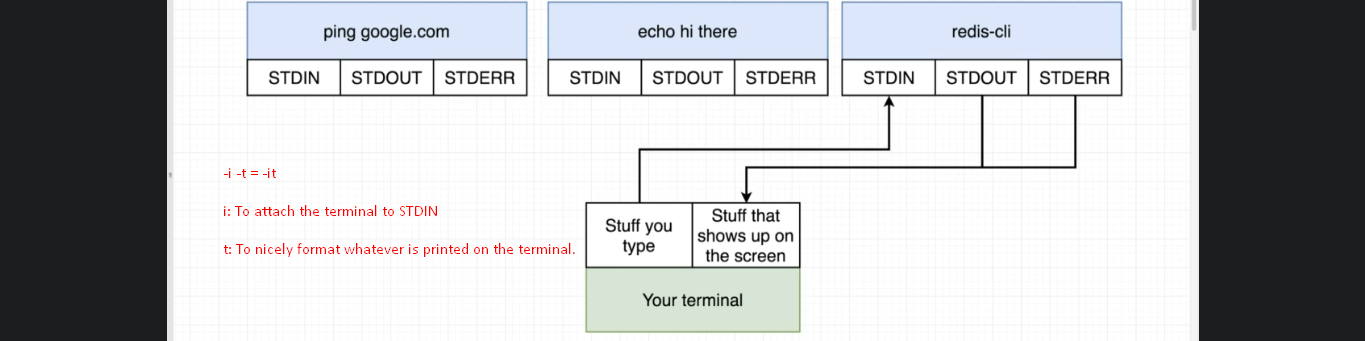 ping google.com
echo hi there
redis-cli
STDIN STDOUT STDERR
STDIN STDOUT STDERR
STDIN STDOUT STDERR
-i -t = -it
i: To attach the terminal to STDIN
t: To nicely format whatever is printed on the terminal.
Stuff you
type
Stuff that
shows up on
the screen
Your terminal